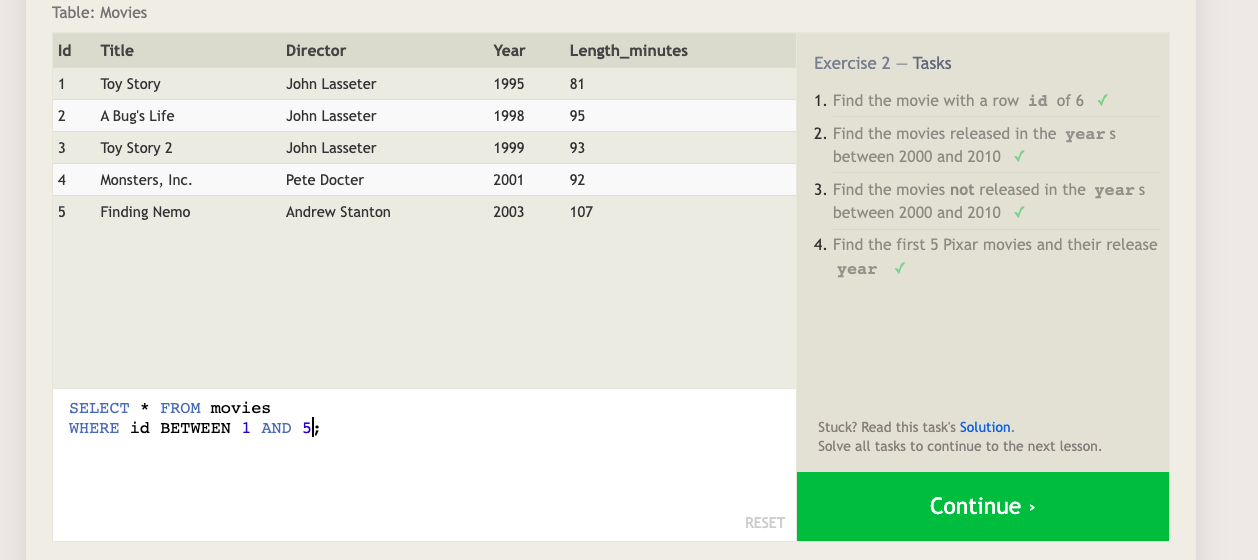 Table: Movies
Id Title Director Year Length_minutes
1 Toy Story John Lasseter 1995 81
2 A Bug's Life John Lasseter 1998 95
3 Toy Story 2 John Lasseter 1999 93
4 Monsters, Inc. Pete Docter 2001 92
5 Finding Nemo Andrew Stanton 2003 107
SELECT * FROM movies
WHERE id BETWEEN 1 AND 5;
RESET
Exercise 2 — Tasks
1. Find the movie with a row id of 6 ✓
2. Find the movies released in the year s
between 2000 and 2010 ✓
3. Find the movies not released in the year s
between 2000 and 2010 ✓
4. Find the first 5 Pixar movies and their release
year ✓
Stuck? Read this task's Solution.
Solve all tasks to continue to the next lesson.
Continue ›